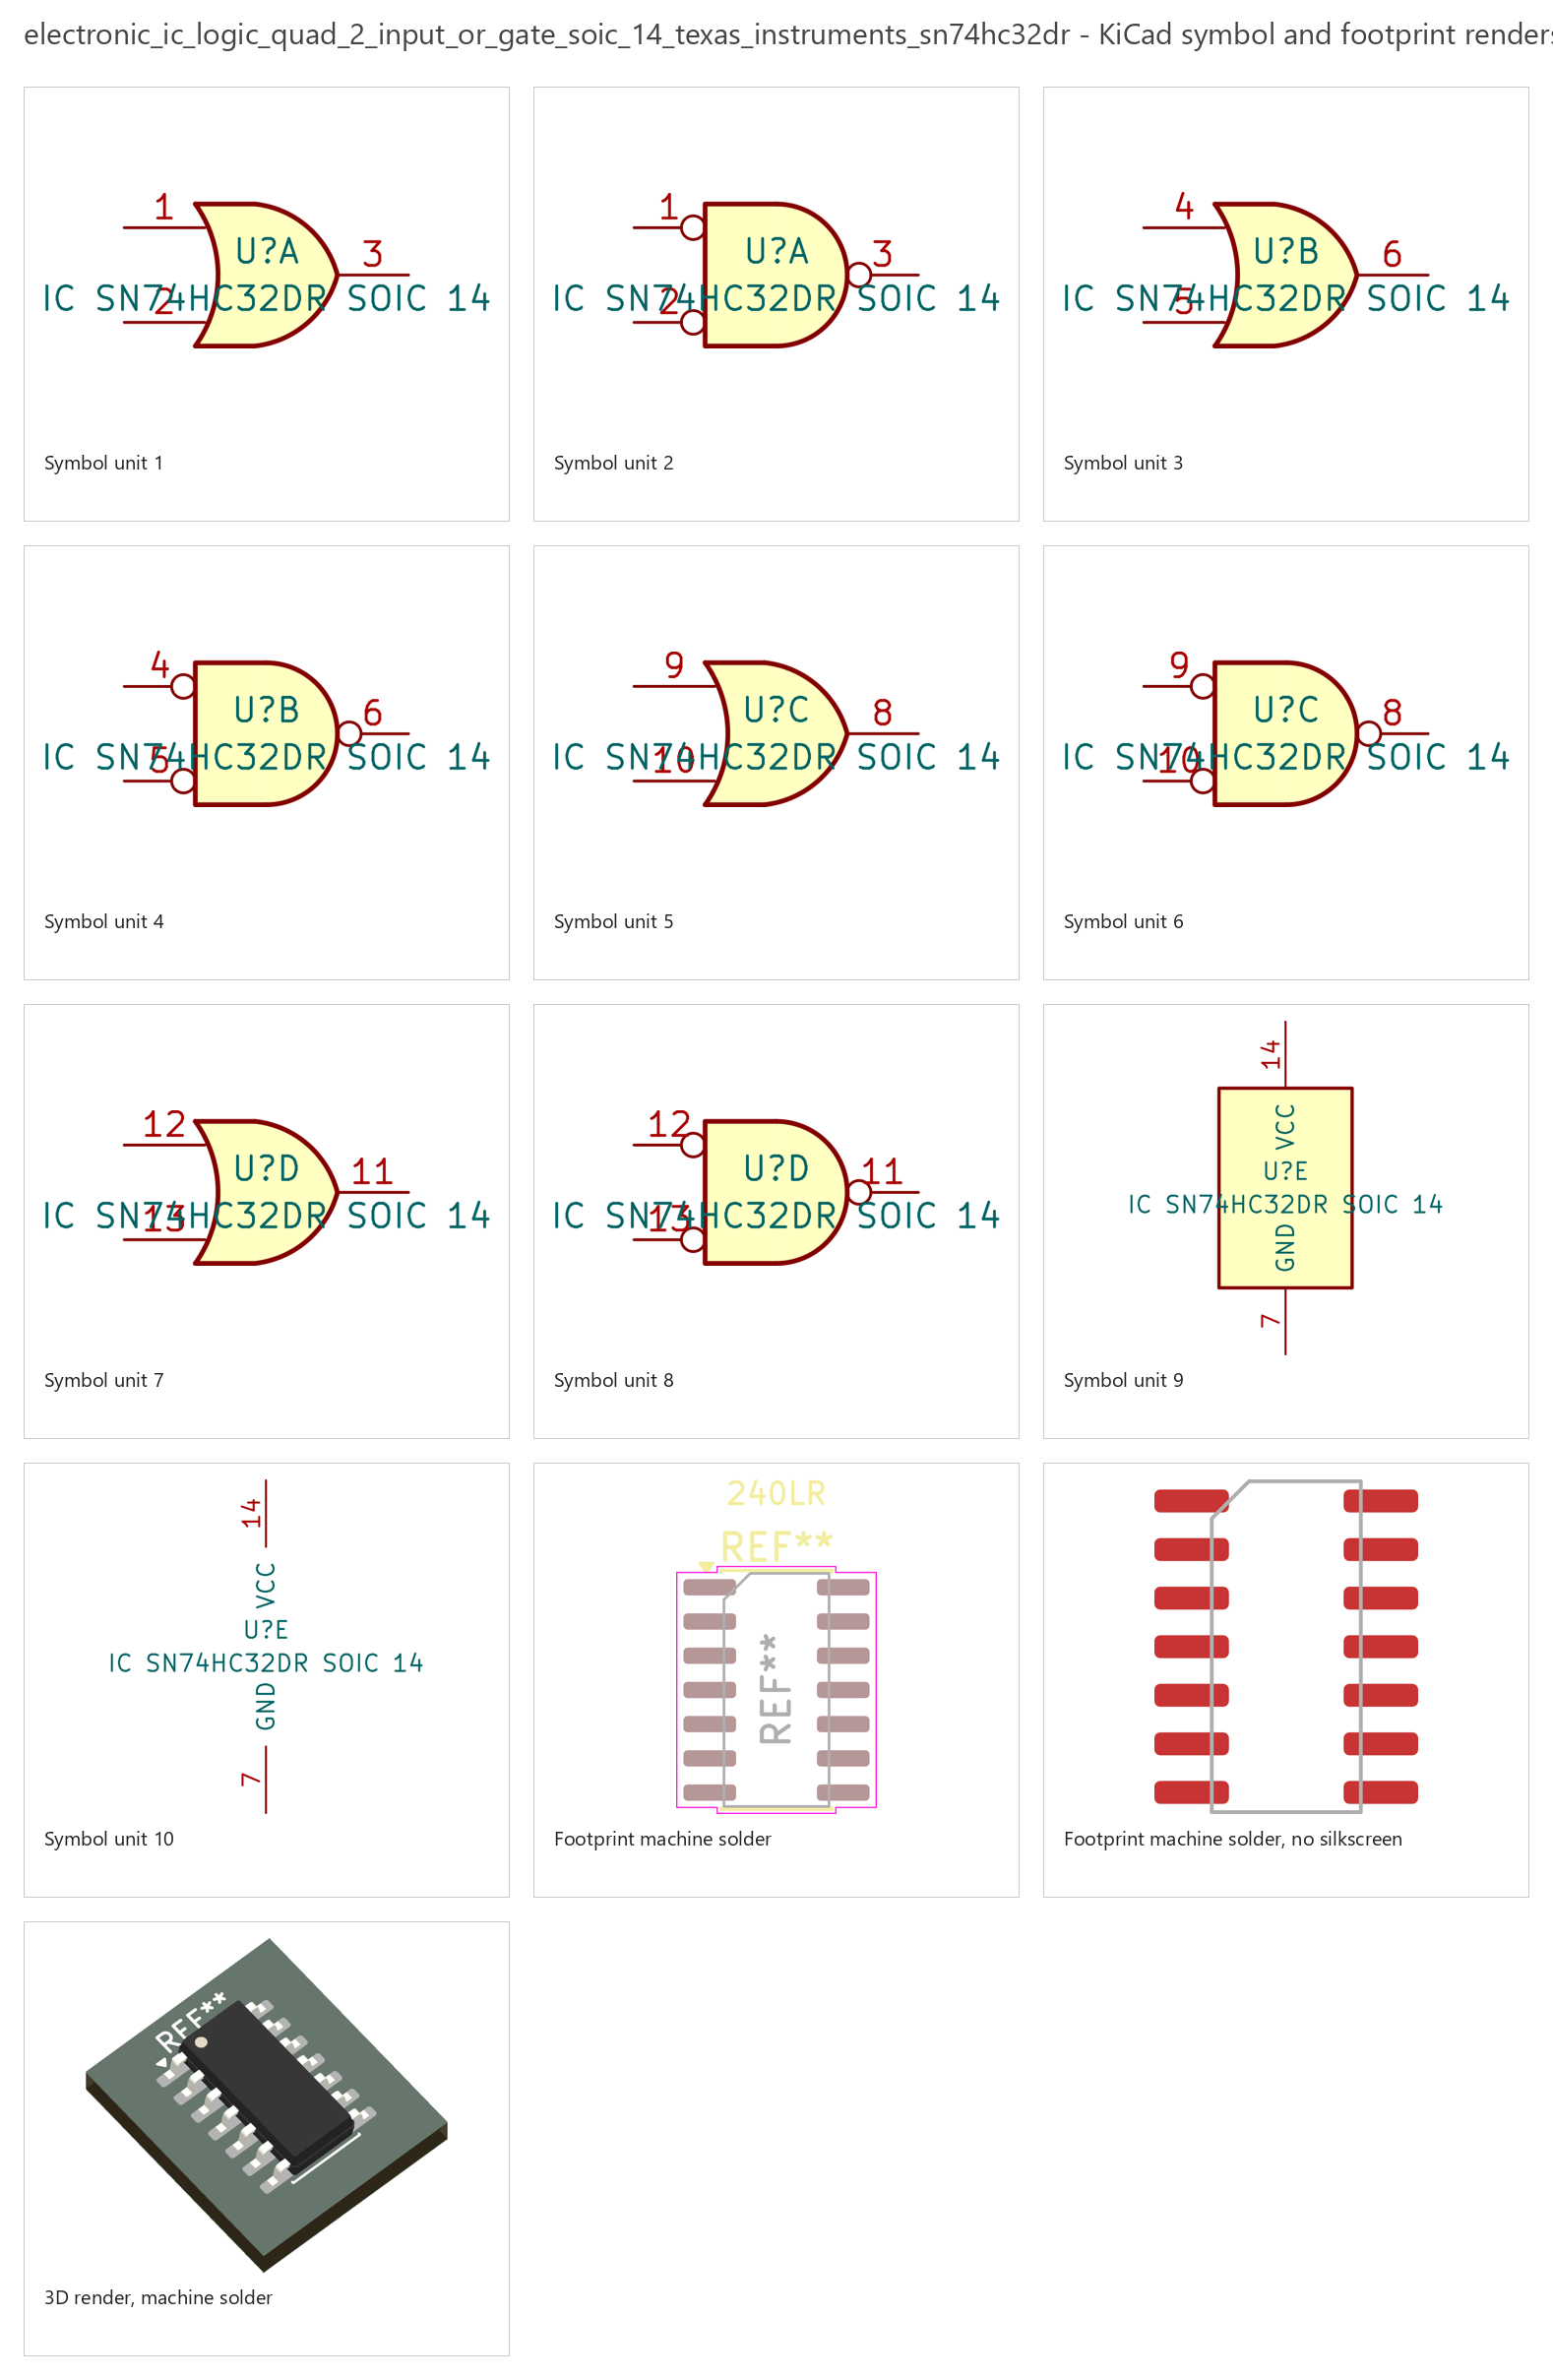 electronic_ic_logic_quad_2_input_or_gate_soic_14_texas_instruments_sn74hc32dr - KiCad symbol and footprint renders
1
U?A
3
IC SN74HC32DR SOIC 14
2
Symbol unit 1
1
U?A
3
IC SN74HC32DR SOIC 14
2
Symbol unit 2
4
U?B
6
IC SN74HC32DR SOIC 14
5
Symbol unit 3
4
U?B
6
IC SN74HC32DR SOIC 14
5
Symbol unit 4
9
U?C
8
IC SN74HC32DR SOIC 14
10
Symbol unit 5
9
U?C
8
IC SN74HC32DR SOIC 14
10
Symbol unit 6
12
U?D
11
IC SN74HC32DR SOIC 14
13
Symbol unit 7
12
U?D
11
IC SN74HC32DR SOIC 14
13
Symbol unit 8
14
VCC
U?E
IC SN74HC32DR SOIC 14
GND
7
Symbol unit 9
14
VCC
U?E
IC SN74HC32DR SOIC 14
GND
7
Symbol unit 10
240LR
REF**
REF**
Footprint machine solder
Footprint machine solder, no silkscreen
REF**
3D render, machine solder